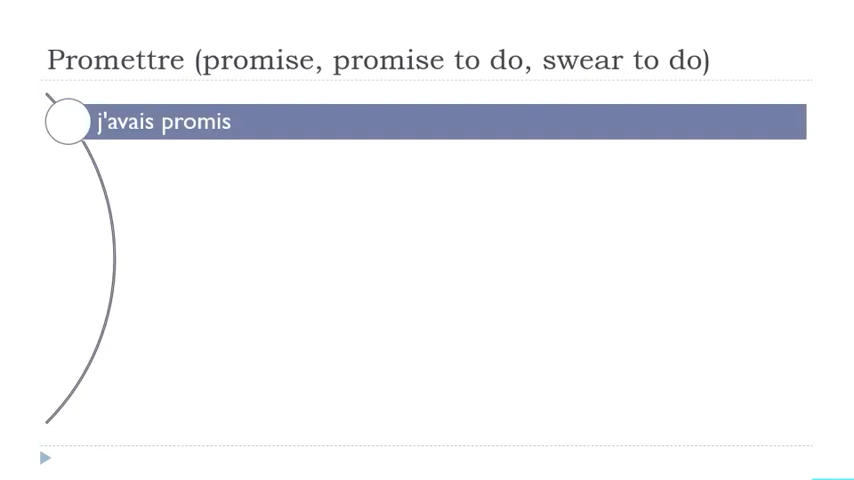 Promettre (promise, promise to do, swear to do)
j'avais promis